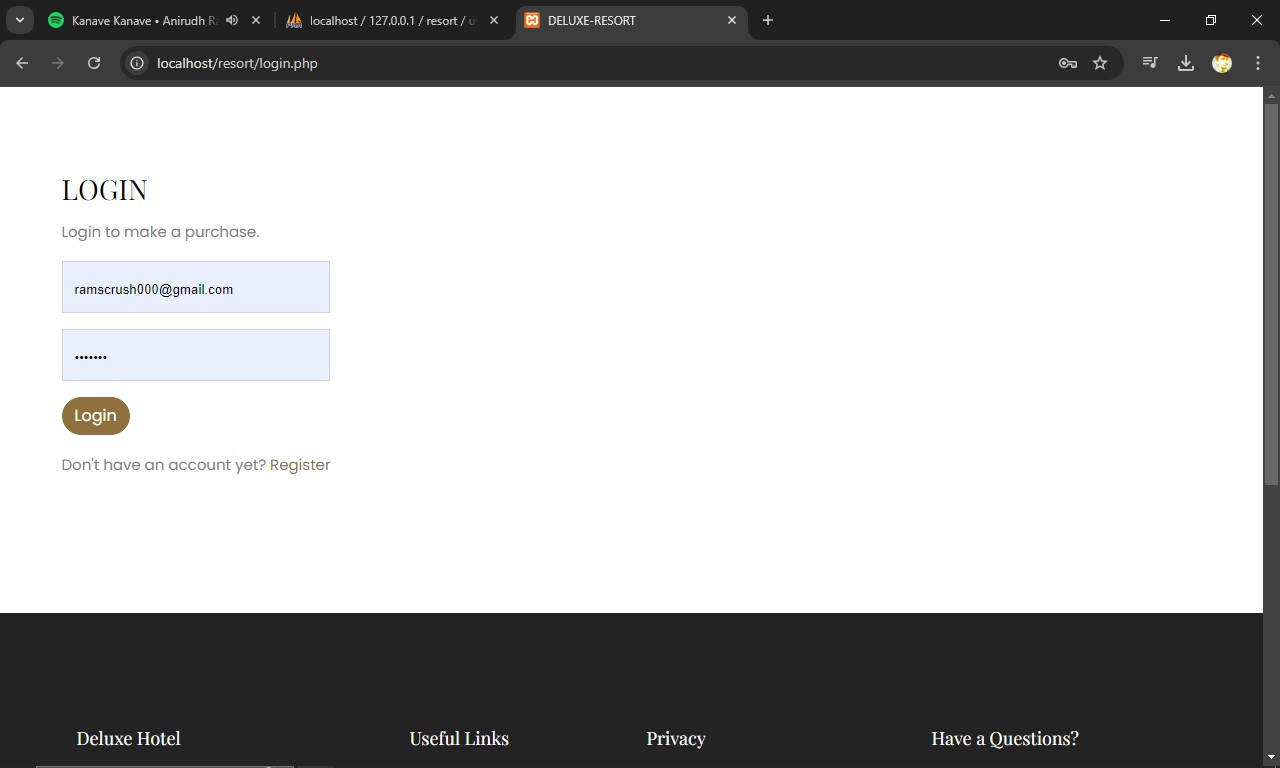 Kanave Kanave • Anirudh Ra
localhost / 127.0.0.1 / resort / u
DELUXE-RESORT
localhost/resort/login.php
LOGIN
Login to make a purchase.
ramscrush000@gmail.com
•••••••
Login
Don't have an account yet? Register
Deluxe Hotel
Useful Links
Privacy
Have a Questions?